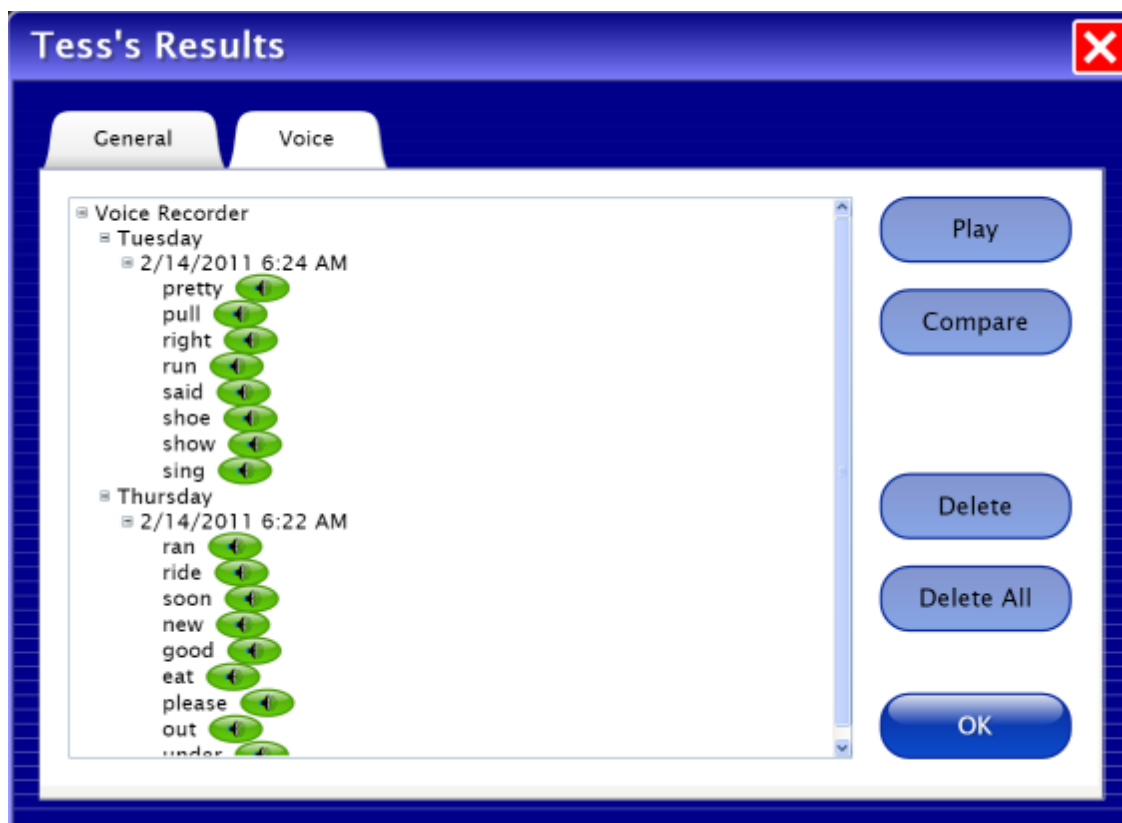 Tess's Results
General Voice
Voice Recorder
Tuesday
2/14/2011 6:24 AM
pretty
pull
right
run
said
shoe
show
sing
Thursday
2/14/2011 6:22 AM
ran
ride
soon
new
good
eat
please
out
under
Play
Compare
Delete
Delete All
OK